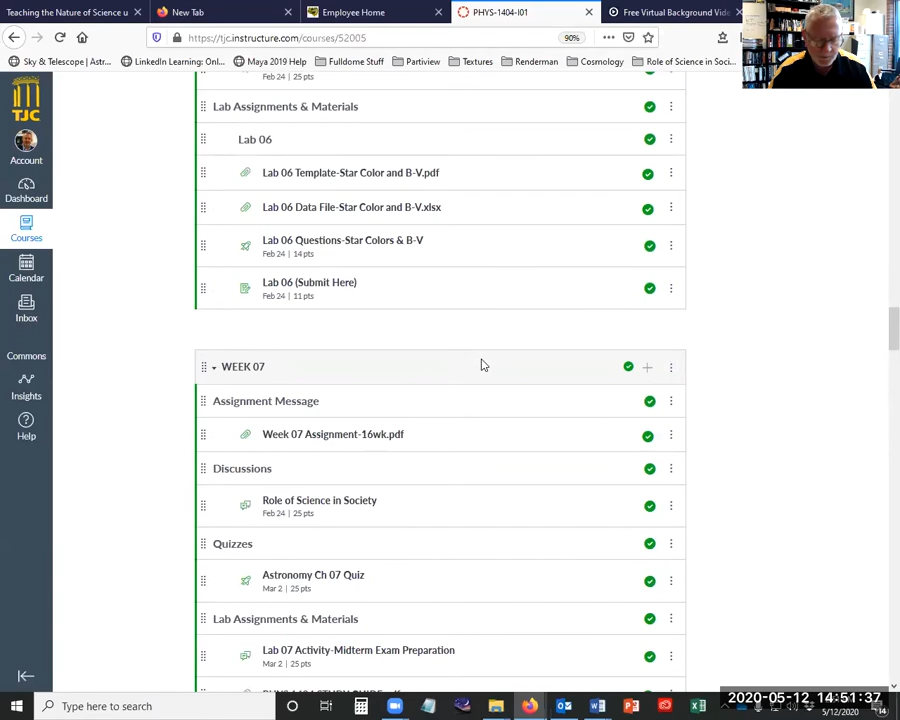 Teaching the Nature of Science u
New Tab
Employee Home
PHYS-1404-I01
Free Virtual Background Vide
https://tjc.instructure.com/courses/52005
90%
Sky & Telescope | Astr...
LinkedIn Learning: Onl...
Maya 2019 Help
Fulldome Stuff
Partiview
Textures
Renderman
Cosmology
Role of Science in Soci...
TJC
Account
Dashboard
Courses
Calendar
Inbox
Commons
Insights
Help
Feb 24 | 25 pts
Lab Assignments & Materials
Lab 06
Lab 06 Template-Star Color and B-V.pdf
Lab 06 Data File-Star Color and B-V.xlsx
Lab 06 Questions-Star Colors & B-V
Feb 24 | 14 pts
Lab 06 (Submit Here)
Feb 24 | 11 pts
WEEK 07
Assignment Message
Week 07 Assignment-16wk.pdf
Discussions
Role of Science in Society
Feb 24 | 25 pts
Quizzes
Astronomy Ch 07 Quiz
Mar 2 | 25 pts
Lab Assignments & Materials
Lab 07 Activity-Midterm Exam Preparation
Mar 2 | 25 pts
Type here to search
2020-05-12 14:51:37
5/12/2020
14